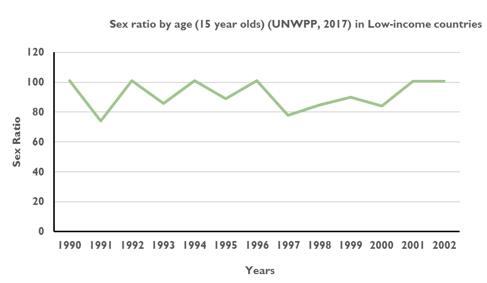 Sex ratio by age (15 year olds) (UNWPP, 2017) in Low-income countries
120
100
80
60
40
20
0
Sex Ratio
1990 1991 1992 1993 1994 1995 1996 1997 1998 1999 2000 2001 2002
Years